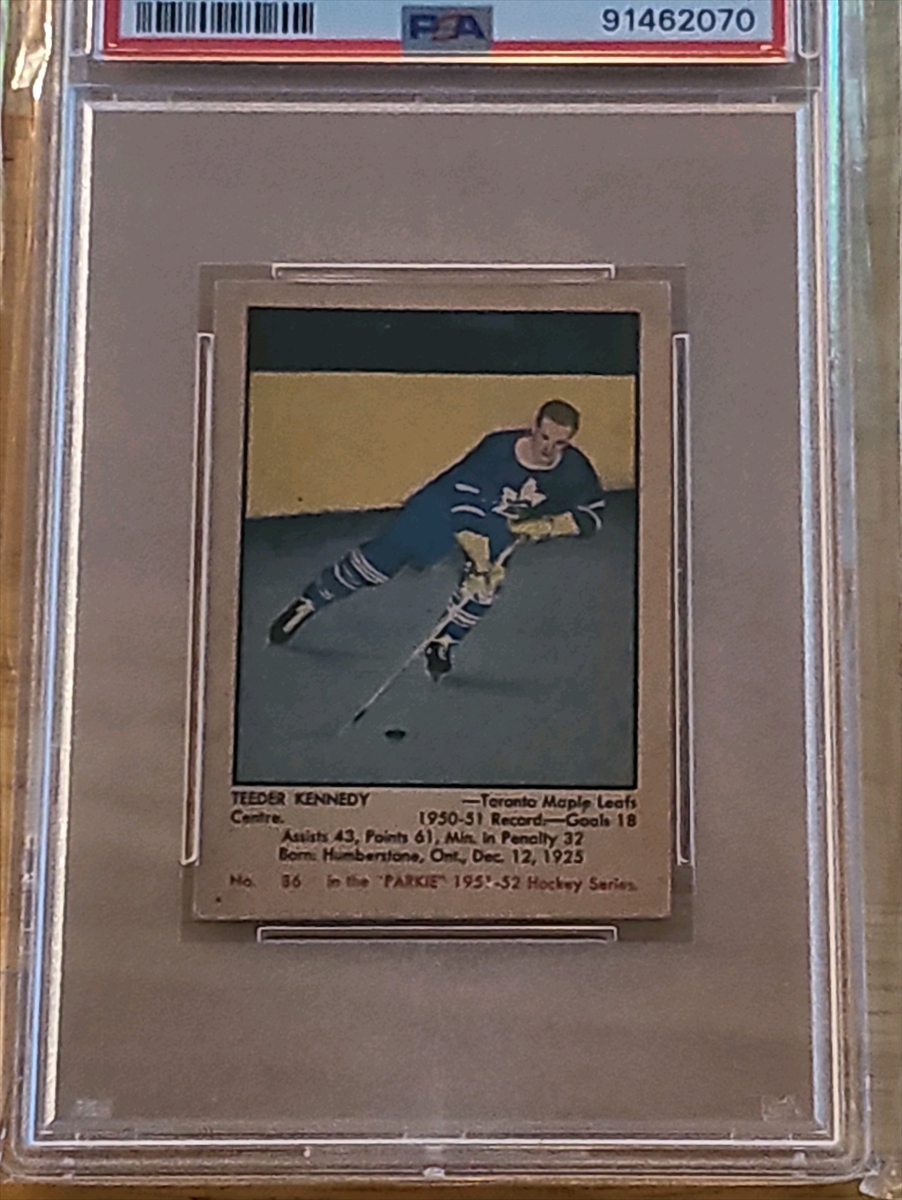 PSA 91462070
TEEDER KENNEDY —Toronto Maple Leafs
Centre. 1950-51 Record:—Goals 18
Assists 43, Points 61, Min. in Penalty 32
Born: Humberstone, Ont., Dec. 12, 1925
No. 86 in the "PARKIE" 1951-52 Hockey Series.